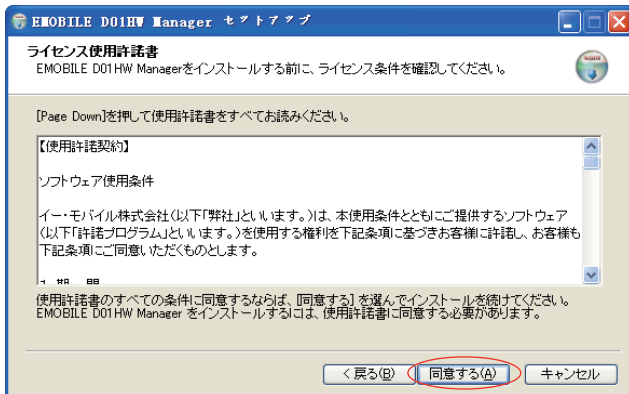 EMOBILE D01HW Manager セットアップ
ライセンス使用許諾書
EMOBILE D01HW Managerをインストールする前に、ライセンス条件を確認してください。
[Page Down]を押して使用許諾書をすべてお読みください。
【使用許諾契約】
ソフトウェア使用条件
イー・モバイル株式会社(以下「弊社」といいます。)は、本使用条件とともにご提供するソフトウェア
(以下「許諾プログラム」といいます。)を使用する権利を下記条項に基づきお客様に許諾し、お客様も
下記条項にご同意いただくものとします。
使用許諾書のすべての条件に同意するならば、[同意する] を選んでインストールを続けてください。
EMOBILE D01HW Manager をインストールするには、使用許諾書に同意する必要があります。
< 戻る(B) 同意する(A) キャンセル